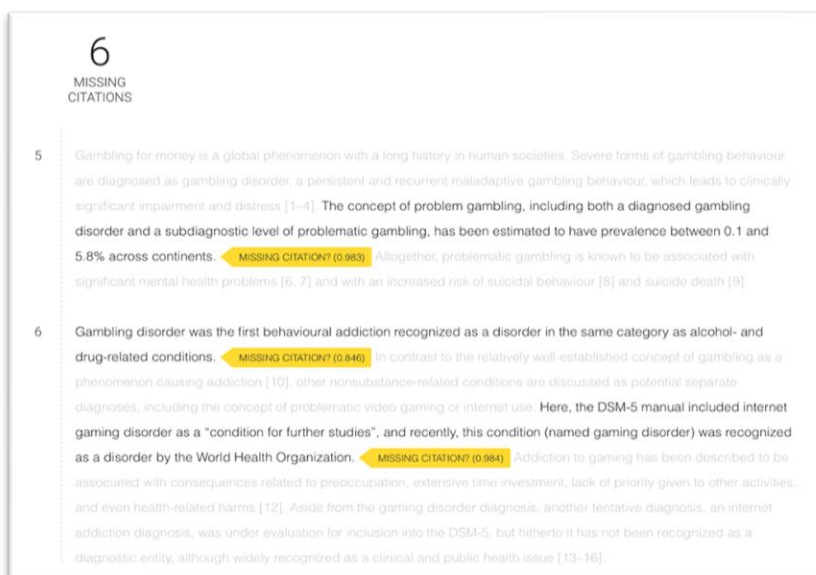 6
MISSING
CITATIONS
5 Gambling for money is a global phenomenon with a long history in human societies. Severe forms of gambling behaviour
are diagnosed as gambling disorder, a persistent and recurrent maladaptive gambling behaviour, which leads to clinically
significant impairment and distress [1–4]. The concept of problem gambling, including both a diagnosed gambling
disorder and a subdiagnostic level of problematic gambling, has been estimated to have prevalence between 0.1 and
5.8% across continents. MISSING CITATION? (0.983) Altogether, problematic gambling is known to be associated with
significant mental health problems [6, 7] and with an increased risk of suicidal behaviour [8] and suicide death [9].
6 Gambling disorder was the first behavioural addiction recognized as a disorder in the same category as alcohol- and
drug-related conditions. MISSING CITATION? (0.846) In contrast to the relatively well-established concept of gambling as a
phenomenon causing addiction [10], other nonsubstance-related conditions are discussed as potential separate
diagnoses, including the concept of problematic video gaming or internet use. Here, the DSM-5 manual included internet
gaming disorder as a “condition for further studies”, and recently, this condition (named gaming disorder) was recognized
as a disorder by the World Health Organization. MISSING CITATION? (0.984) Addiction to gaming has been described to be
associated with consequences related to preoccupation, extensive time investment, lack of priority given to other activities,
and even health-related harms [12]. Aside from the gaming disorder diagnosis, another tentative diagnosis, an internet
addiction diagnosis, was under evaluation for inclusion into the DSM-5, but hitherto it has not been recognized as a
diagnostic entity, although widely recognized as a clinical and public health issue [13–16].